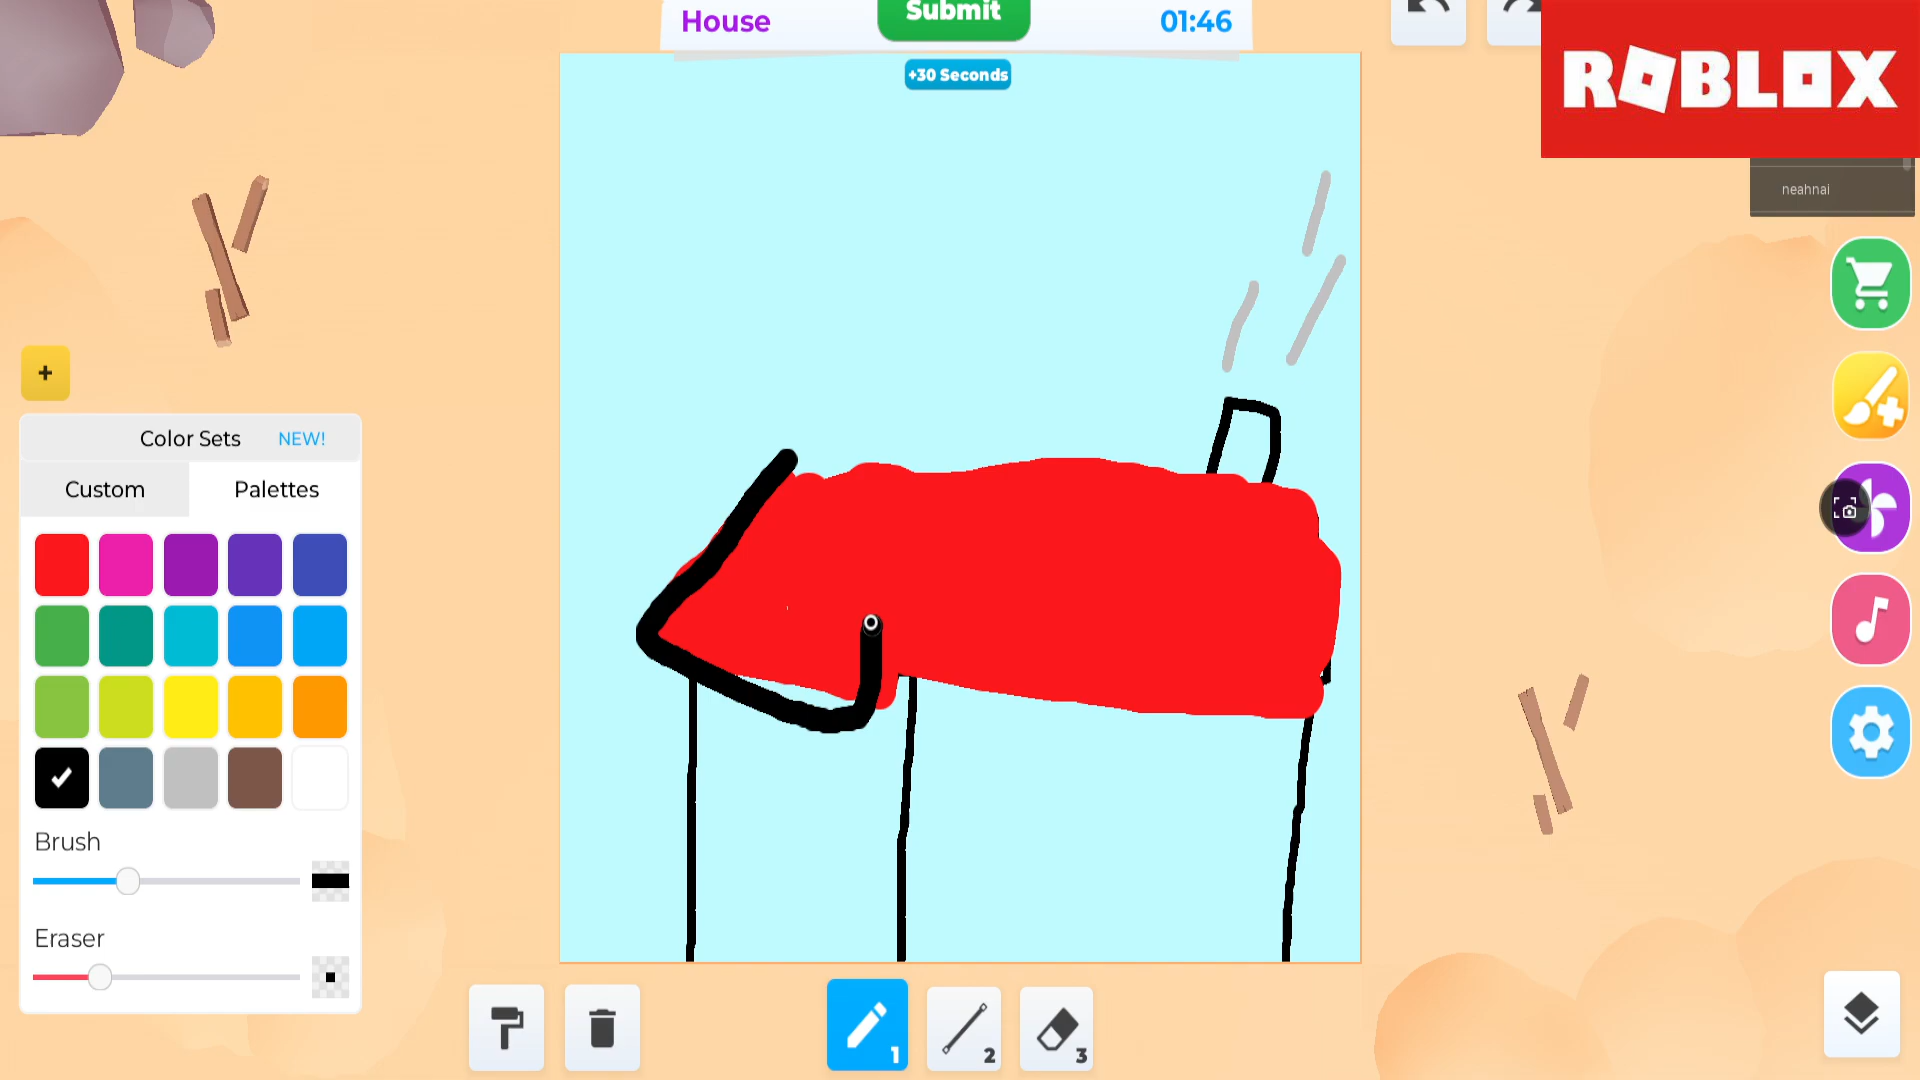 House
Submit
01:46
+30 Seconds
ROBLOX
neahnai
+
Color Sets
NEW!
Custom
Palettes
Brush
Eraser
1
2
3